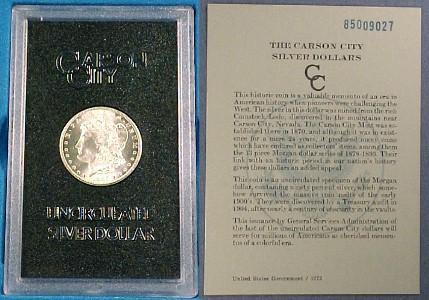 CARSON
CITY
UNCIRCULATED
SILVER DOLLAR
85009027
THE CARSON CITY
SILVER DOLLARS
CC
This historic coin is a valuable memento of an era in
American history when pioneers were challenging the
West. The silver in this dollar was mined from the rich
Comstock Lode, discovered in the mountains near
Carson City, Nevada. The Carson City Mint was es-
tablished there in 1870, and although it was in exist-
ence for a mere 24 years, it produced many coins
which have endured as collectors' items, among them
the 13 piece Morgan dollar series of 1878-1893. Their
link with an historic period in our nation's history
gives these dollars an added appeal.
This coin is an uncirculated specimen of the Morgan
dollar, containing ninety percent silver, which some-
how survived the massive coin melts of the early
1900's. They were discovered by a Treasury audit in
1964, after nearly a century of obscurity in the vaults.
This issuance by General Services Administration of
the last of the uncirculated Carson City dollars will
serve for millions of Americans as cherished memen-
tos of a colorful era.
United States Government / 1972